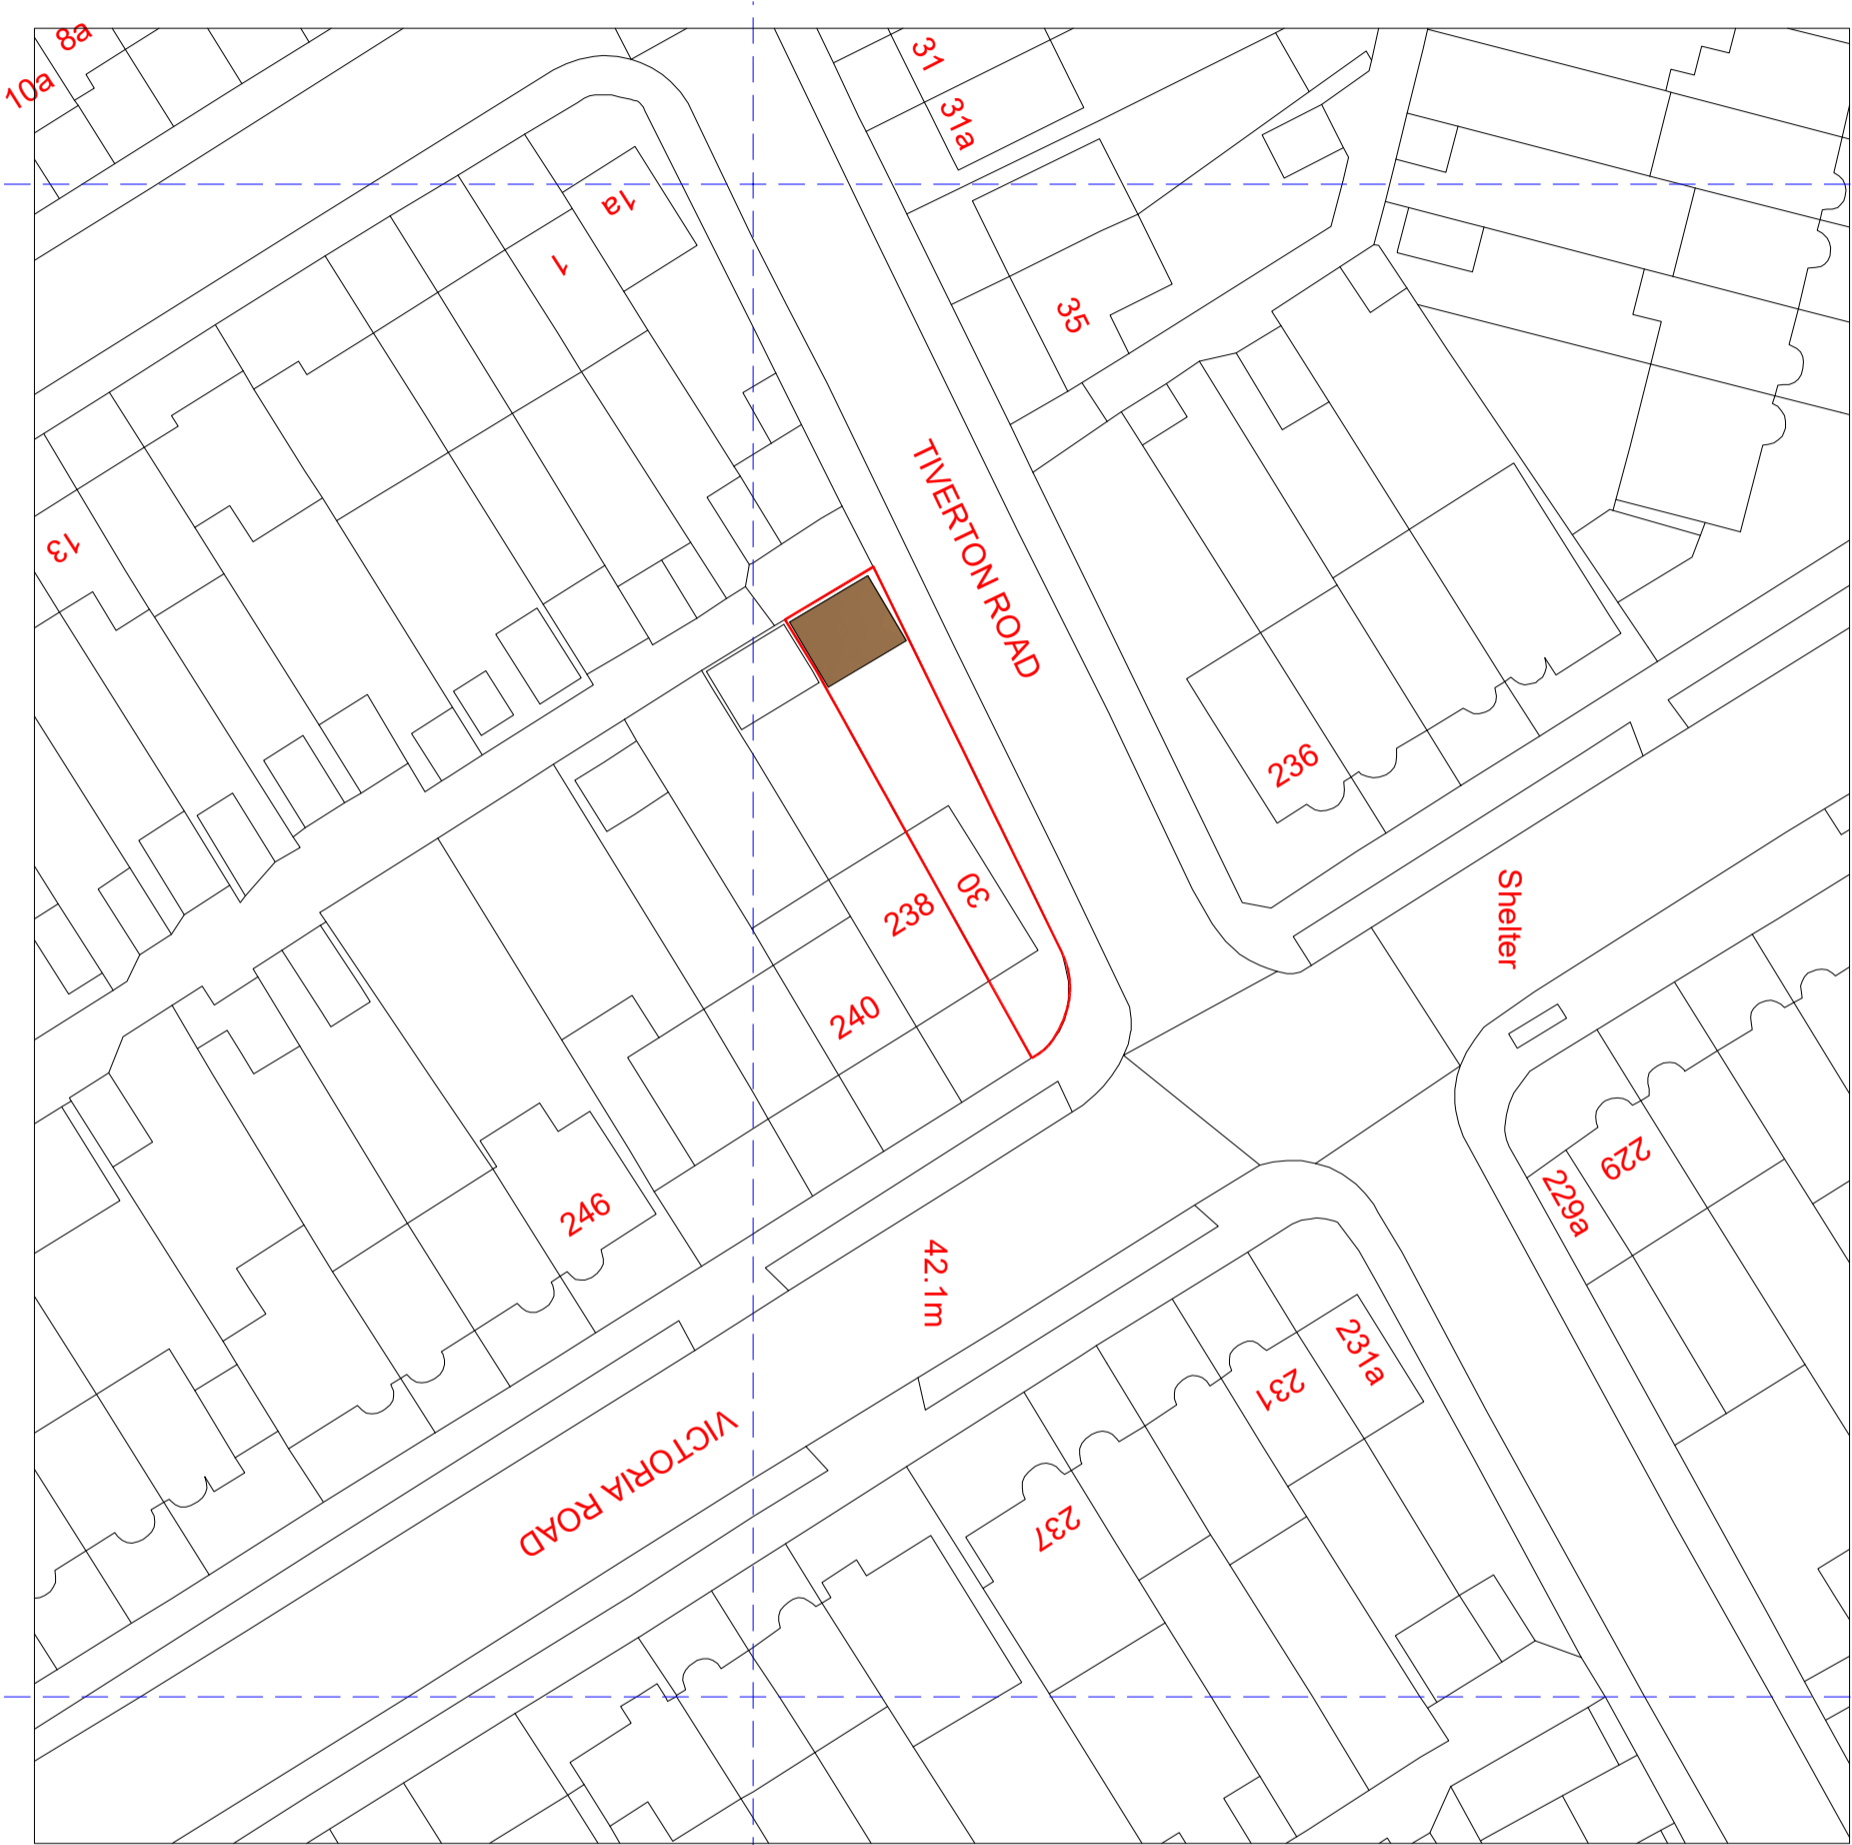 8a
10a
31
31a
1a
1
35
13
TIVERTON ROAD
236
30
238
240
Shelter
229
229a
246
42.1m
231a
231
VICTORIA ROAD
237